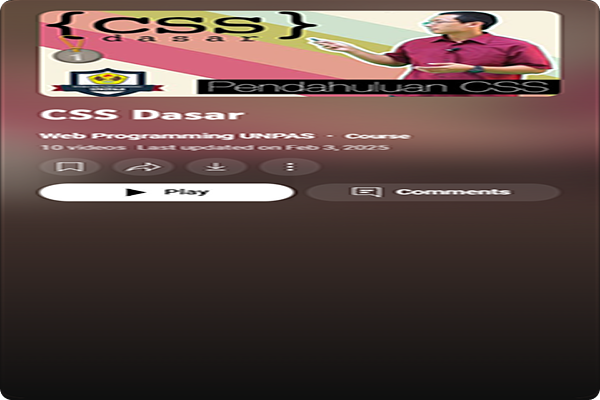 {CSS}
dasar
1
UNPAS
Pendahuluan CSS
CSS Dasar
Web Programming UNPAS · Course
10 videos Last updated on Feb 3, 2025
Play
Comments